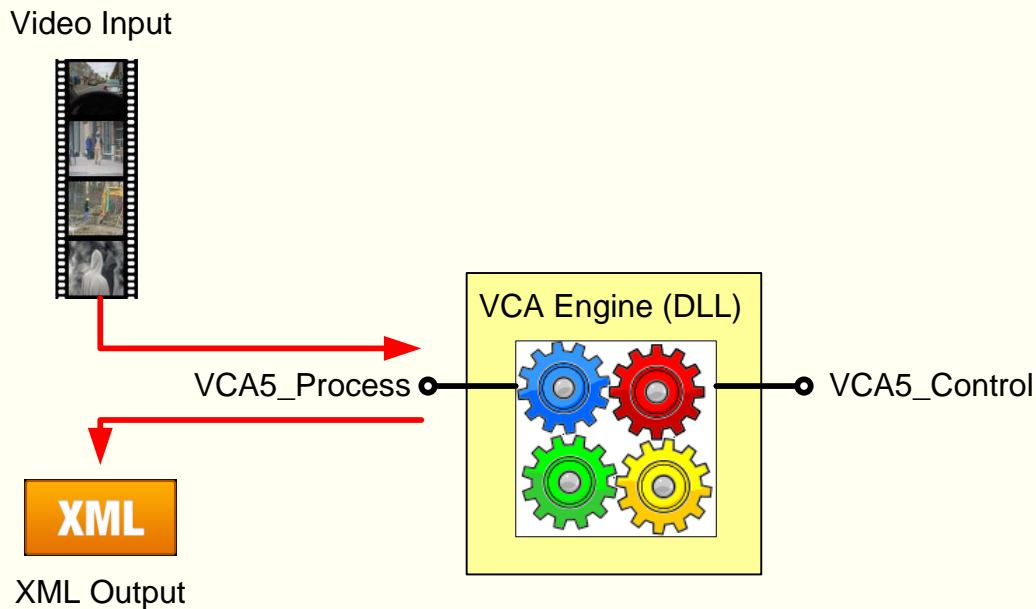 Video Input
VCA Engine (DLL)
VCA5_Process
VCA5_Control
XML
XML Output